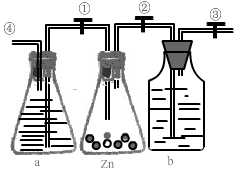 ① ② ③
④
a Zn b